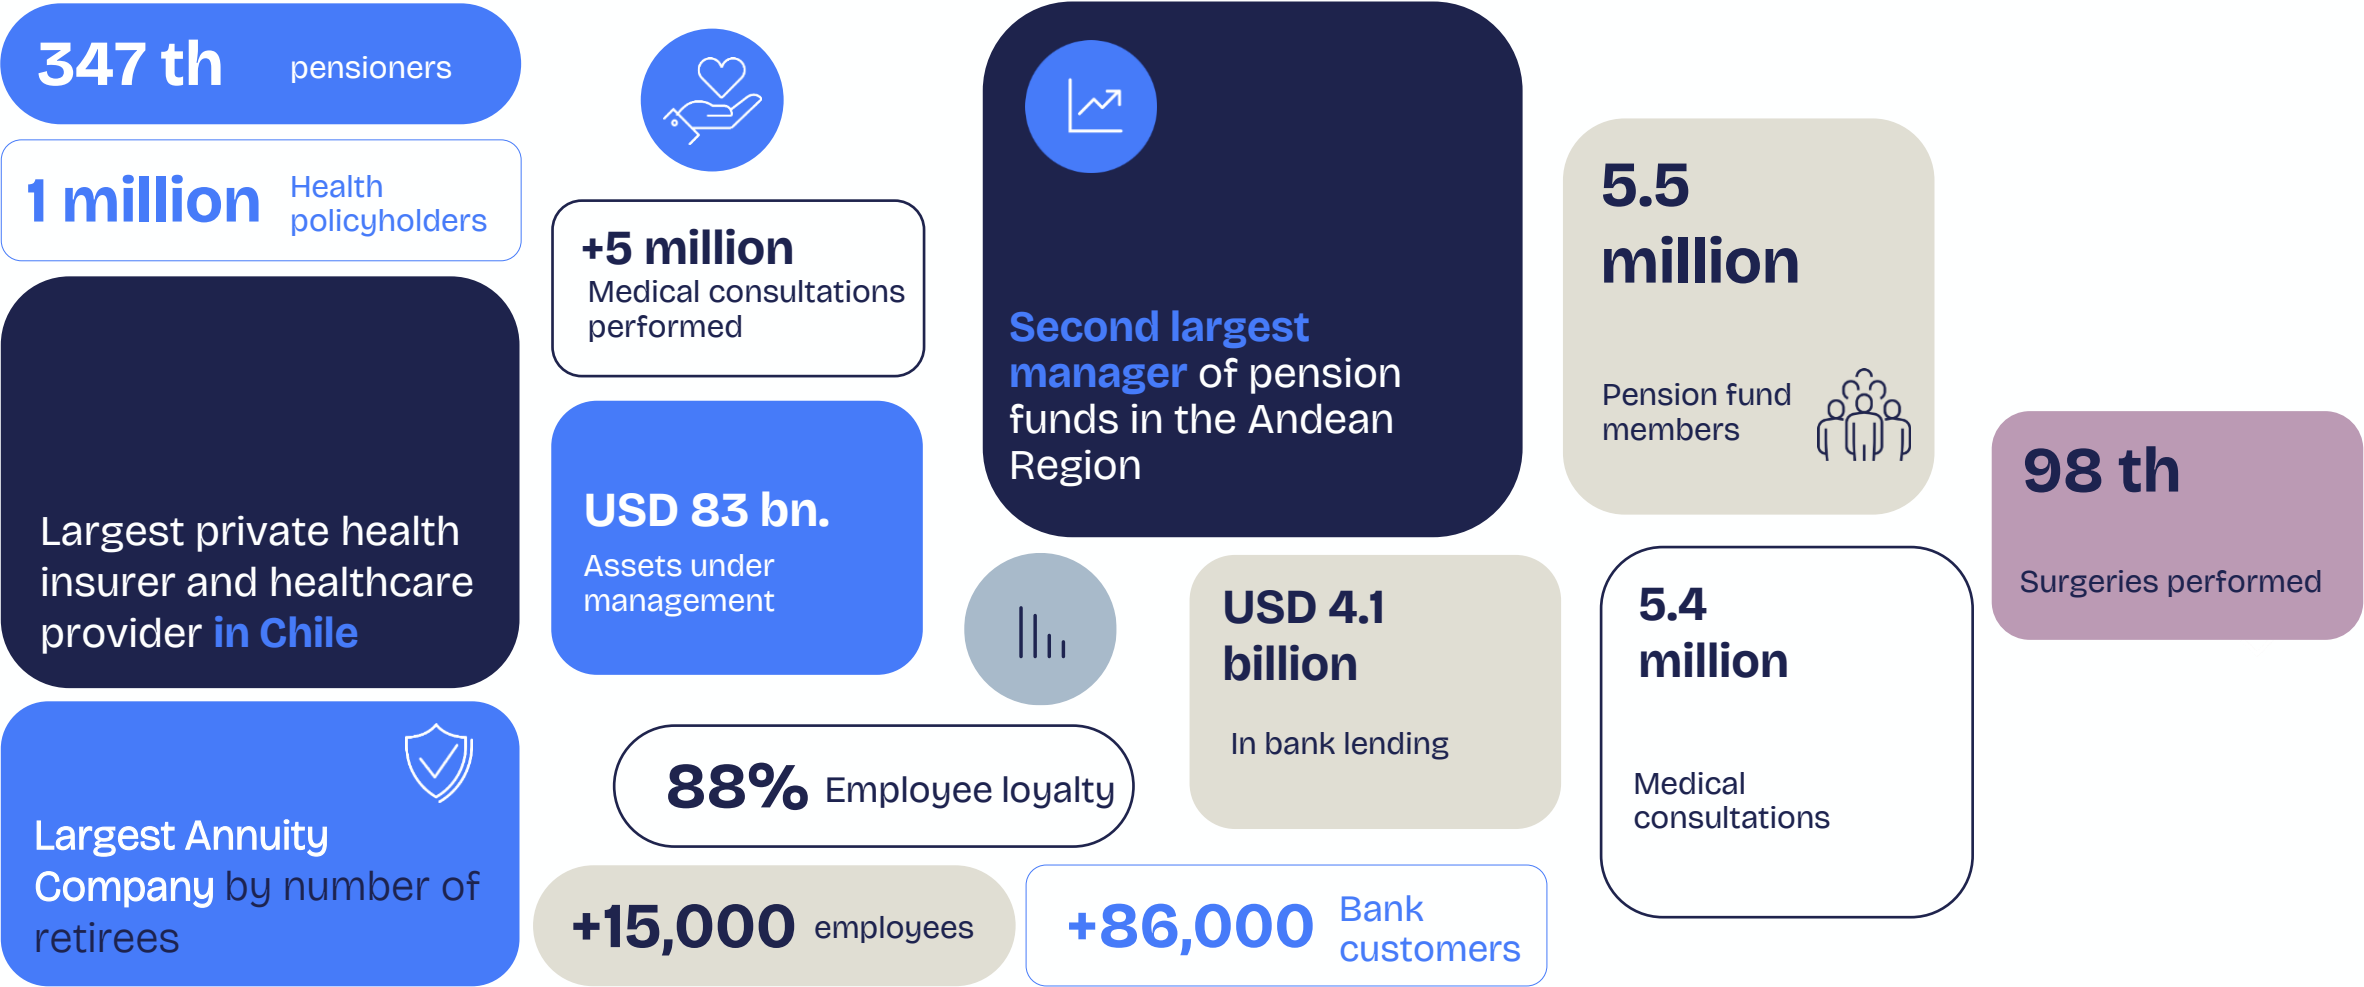 347 th
pensioners
1 million
Health
policyholders
Largest private health
insurer and healthcare
provider in Chile
Largest Annuity
Company by number of
retirees
+5 million
Medical consultations
performed
USD 83 bn.
Assets under
management
88% Employee loyalty
+15,000 employees
Second largest
manager of pension
funds in the Andean
Region
USD 4.1
billion
In bank lending
+86,000
Bank
customers
5.5
million
Pension fund
members
5.4
million
Medical
consultations
98 th
Surgeries performed